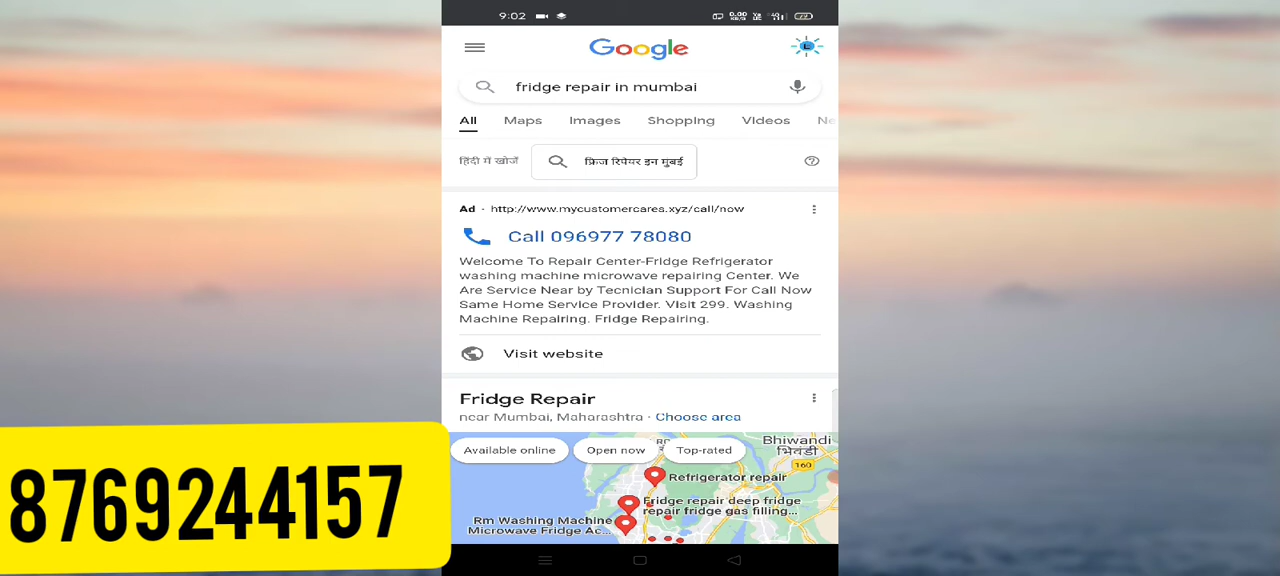 9:02
0.00 KB/S
Google
fridge repair in mumbai
All Maps Images Shopping Videos Ne
हिंदी में खोजें फ्रिज रिपेयर इन मुंबई
Ad · http://www.mycustomercares.xyz/call/now
Call 096977 78080
Welcome To Repair Center-Fridge Refrigerator
washing machine microwave repairing Center. We
Are Service Near by Tecnician Support For Call Now
Same Home Service Provider. Visit 299. Washing
Machine Repairing. Fridge Repairing.
Visit website
Fridge Repair
near Mumbai, Maharashtra · Choose area
Available online Open now Top-rated
Bhiwandi
भिवंडी
160
Refrigerator repair
Fridge repair deep fridge
repair fridge gas filling...
Rm Washing Machine
Microwave Fridge Ac...
8769244157